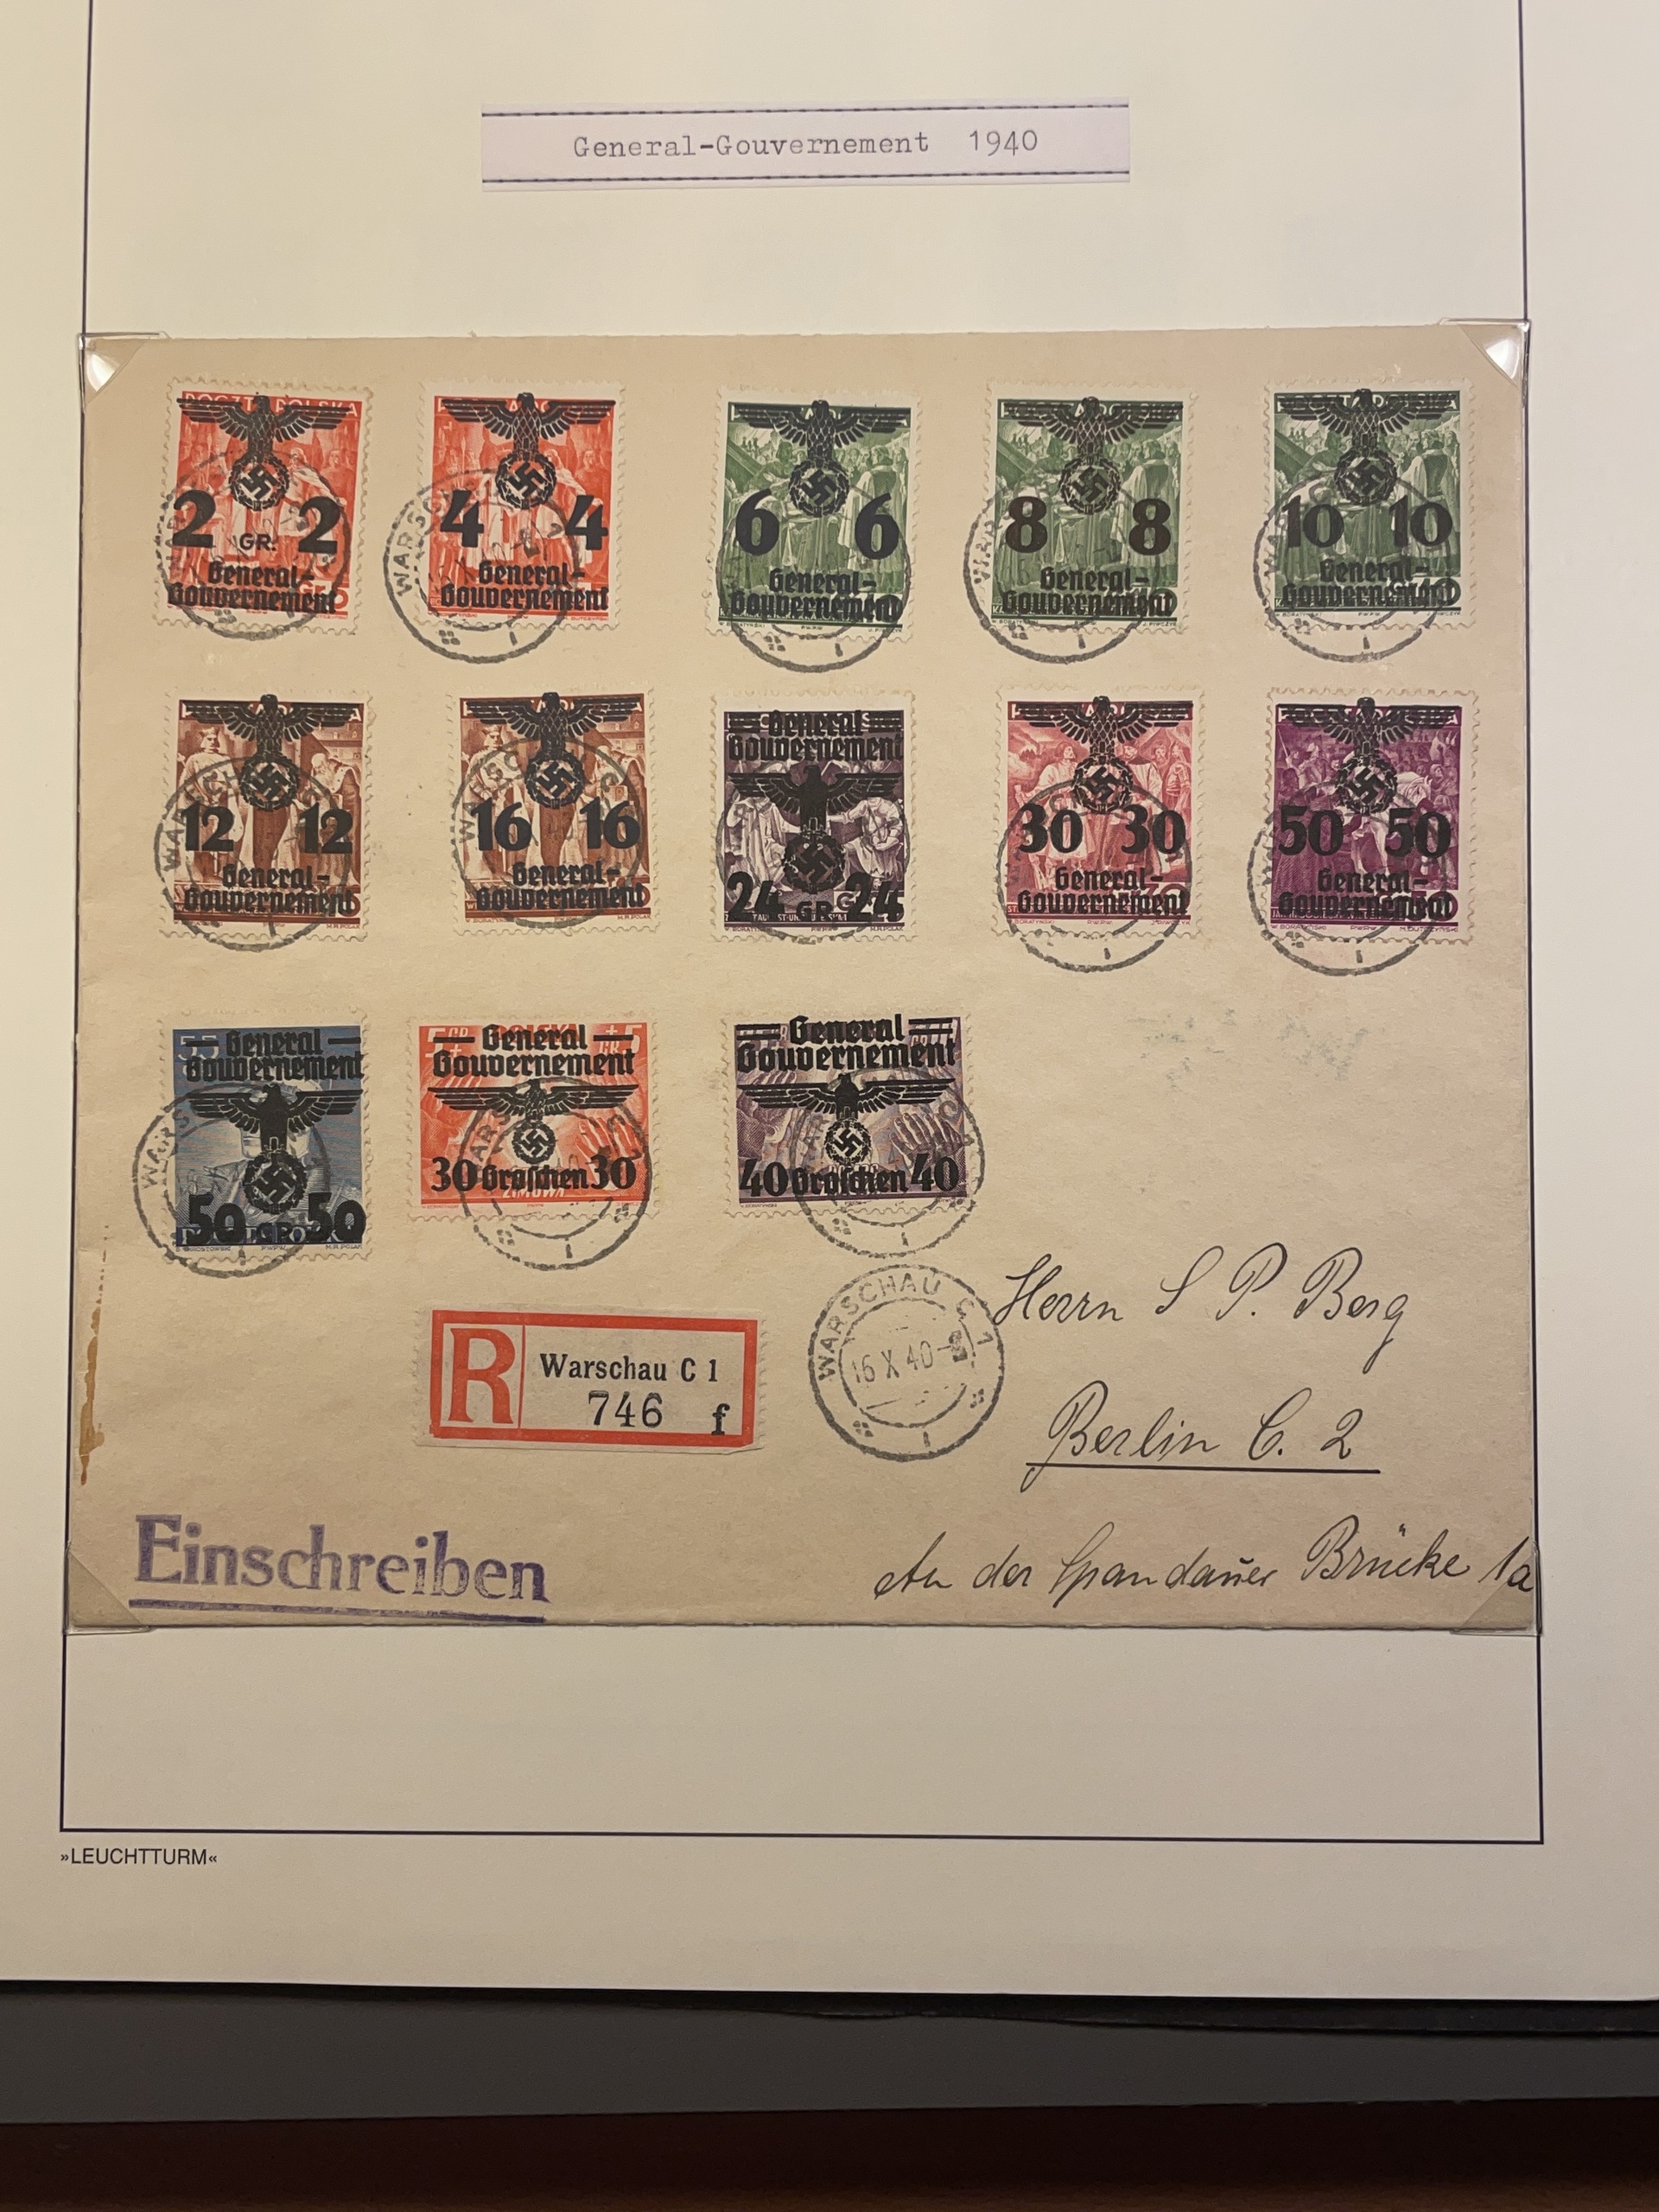 General-Gouvernement 1940
POCZTA POLSKA
2 GR. 2
General-
Gouvernement
4 4
General-
Gouvernement
6 6
General-
Gouvernement
8 8
General-
Gouvernement
10 10
General-
Gouvernement
12 12
General-
Gouvernement
16 16
General-
Gouvernement
General
Gouvernement
24 GR. 24
30 30
General-
Gouvernement
50 50
General-
Gouvernement
General
Gouvernement
50 50
General
Gouvernement
30 Groschen 30
General
Gouvernement
40 Groschen 40
R
Warschau C 1
746 f
WARSCHAU C 1
16 X 40
Herrn S P. Berg
Berlin C. 2
An der Spandauer Brücke 1a
Einschreiben
»LEUCHTTURM«